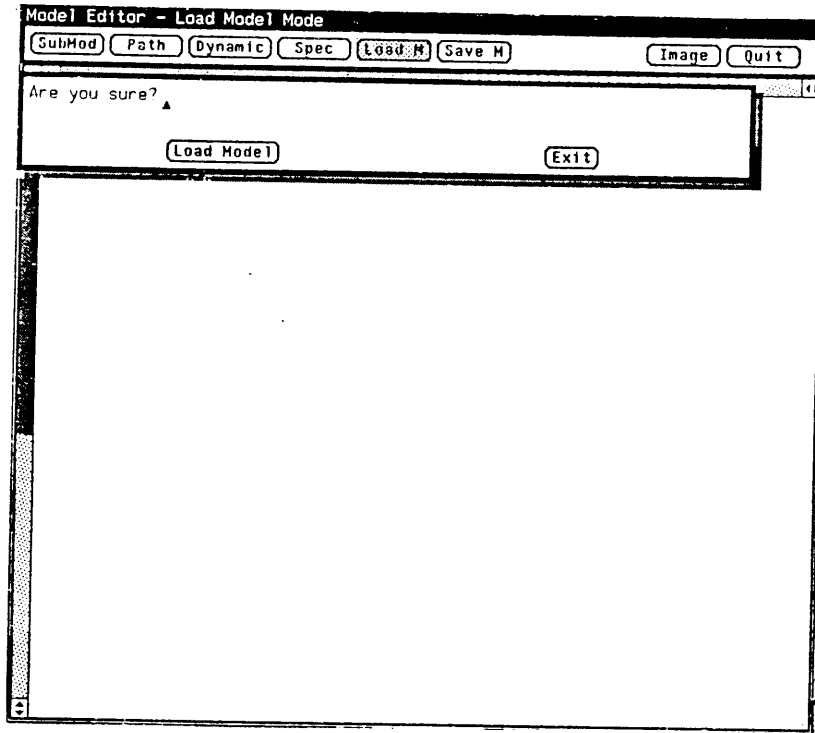 Model Editor - Load Model Mode
SubMod Path Dynamic Spec Load M Save M Image Quit
Are you sure?
Load Model Exit